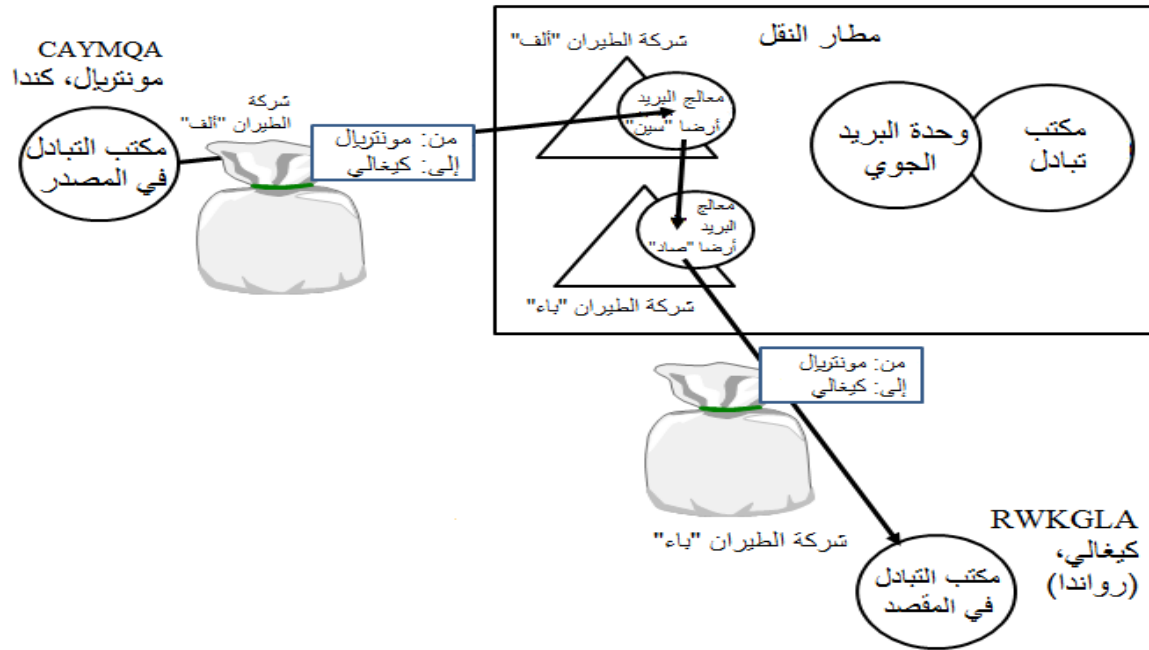 CAYMQA
مونتريال، كندا
مكتب التبادل
في المصدر
شركة
الطيران "ألف"
من: مونتريال
إلى: كيغالي
مطار النقل
شركة الطيران "ألف"
معالج البريد
أرضا "سين"
معالج
البريد
أرضا "صاد"
شركة الطيران "باء"
وحدة البريد
الجوي
مكتب
تبادل
من: مونتريال
إلى: كيغالي
شركة الطيران "باء"
RWKGLA
كيغالي،
(رواندا)
مكتب التبادل
في المقصد